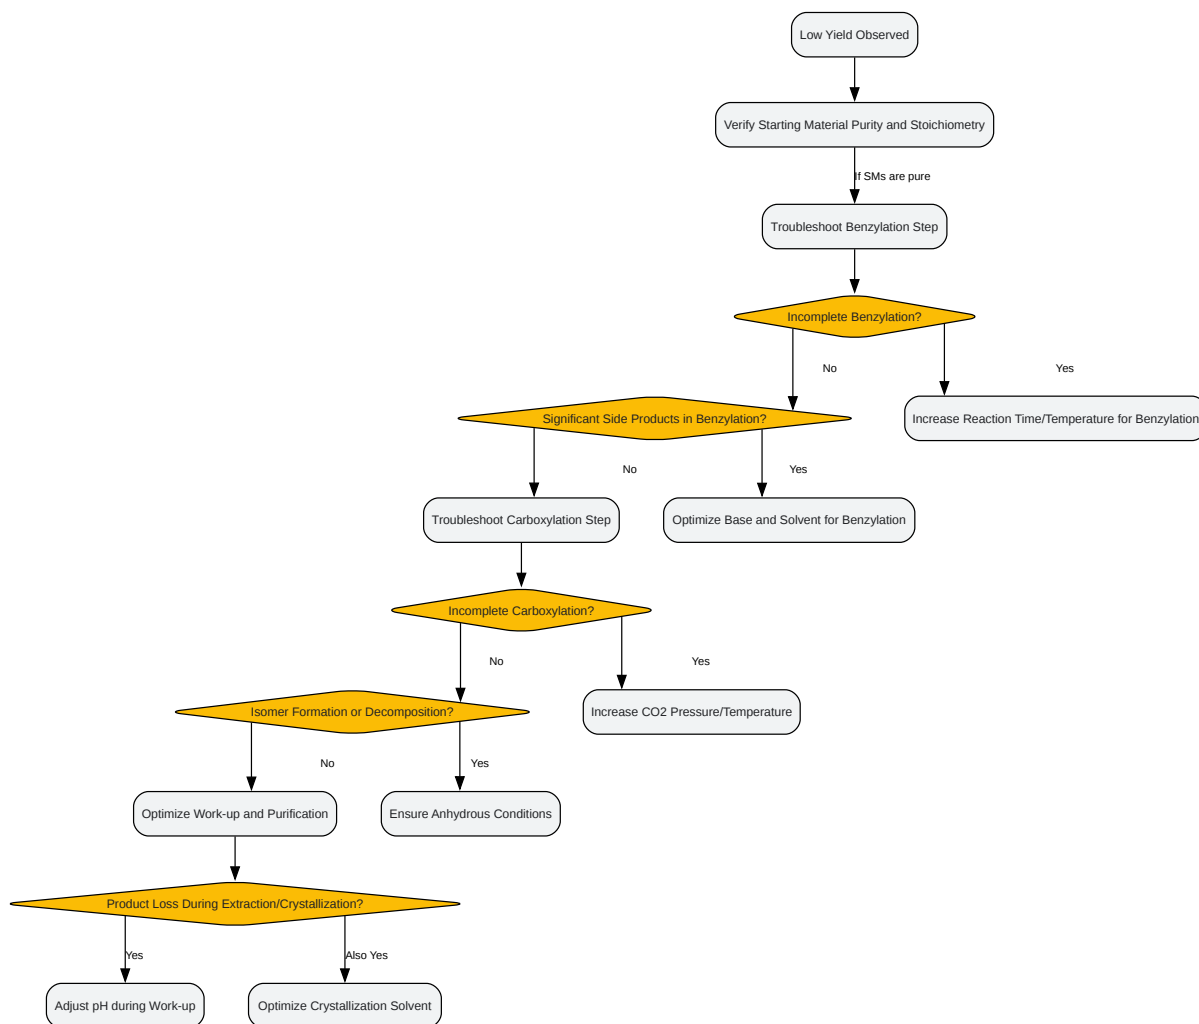 Low Yield Observed
Verify Starting Material Purity and Stoichiometry
If SMs are pure
Troubleshoot Benzylation Step
Incomplete Benzylation?
No
Yes
Significant Side Products in Benzylation?
Increase Reaction Time/Temperature for Benzylation
No
Yes
Troubleshoot Carboxylation Step
Optimize Base and Solvent for Benzylation
Incomplete Carboxylation?
No
Yes
Isomer Formation or Decomposition?
Increase CO2 Pressure/Temperature
No
Yes
Optimize Work-up and Purification
Ensure Anhydrous Conditions
Product Loss During Extraction/Crystallization?
Yes
Also Yes
Adjust pH during Work-up
Optimize Crystallization Solvent